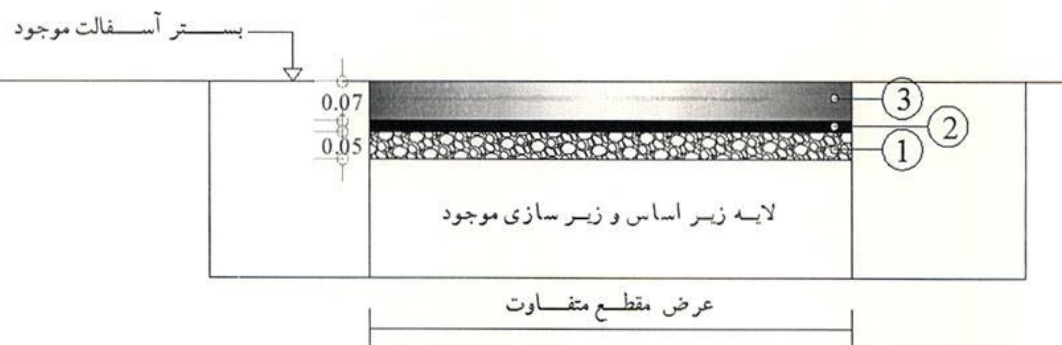 بستر آسفالت موجود
0.07
3
2
0.05
1
لایه زیر اساس و زیر سازی موجود
عرض مقطع متفاوت